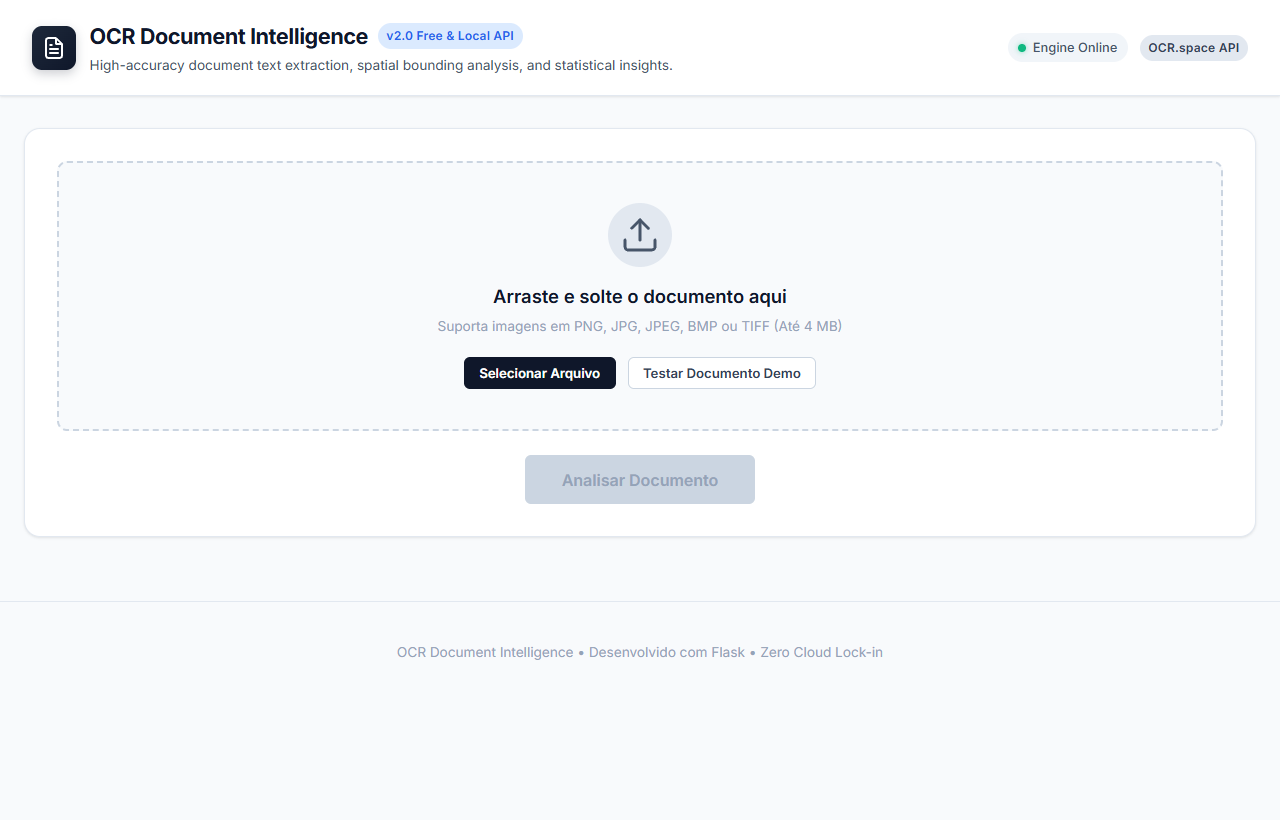 OCR Document Intelligence
v2.0 Free & Local API
High-accuracy document text extraction, spatial bounding analysis, and statistical insights.
Engine Online
OCR.space API
Arraste e solte o documento aqui
Suporta imagens em PNG, JPG, JPEG, BMP ou TIFF (Até 4 MB)
Selecionar Arquivo
Testar Documento Demo
Analisar Documento
OCR Document Intelligence • Desenvolvido com Flask • Zero Cloud Lock-in